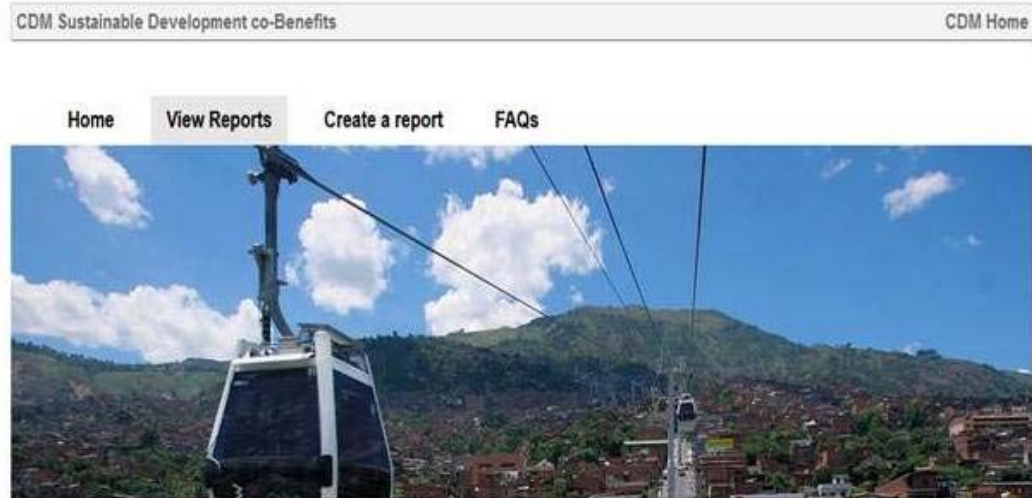 CDM Sustainable Development co-Benefits CDM Home
Home View Reports Create a report FAQs